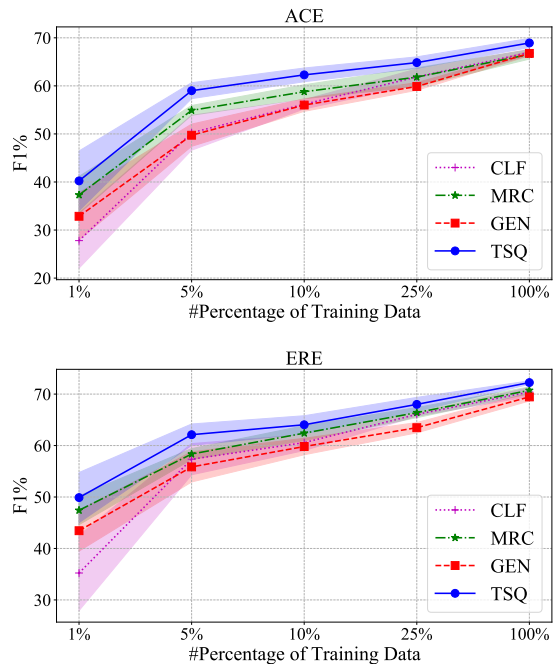 ACE
70
60
50
40
30
20
F1%
CLF
MRC
GEN
TSQ
1% 5% 10% 25% 100%
#Percentage of Training Data
ERE
70
60
50
40
30
F1%
CLF
MRC
GEN
TSQ
1% 5% 10% 25% 100%
#Percentage of Training Data